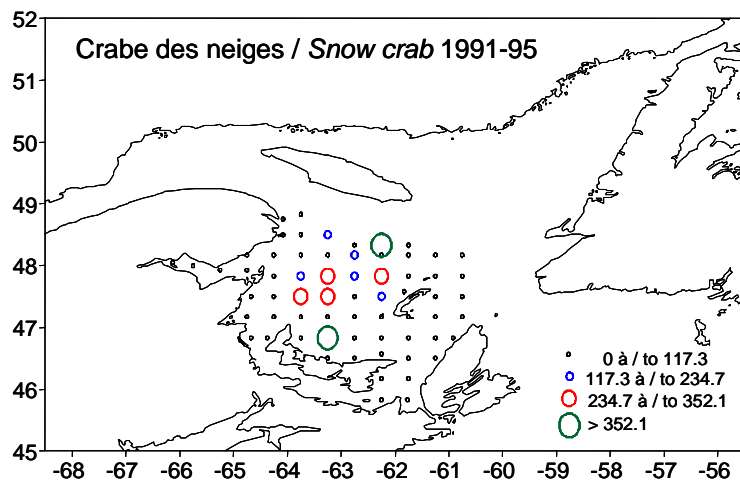 52
Crabe des neiges / Snow crab 1991-95
51
50
49
48
47
0 à / to 117.3
46
117.3 à / to 234.7
234.7 à / to 352.1
> 352.1
45
-68 -67 -66 -65 -64 -63 -62 -61 -60 -59 -58 -57 -56